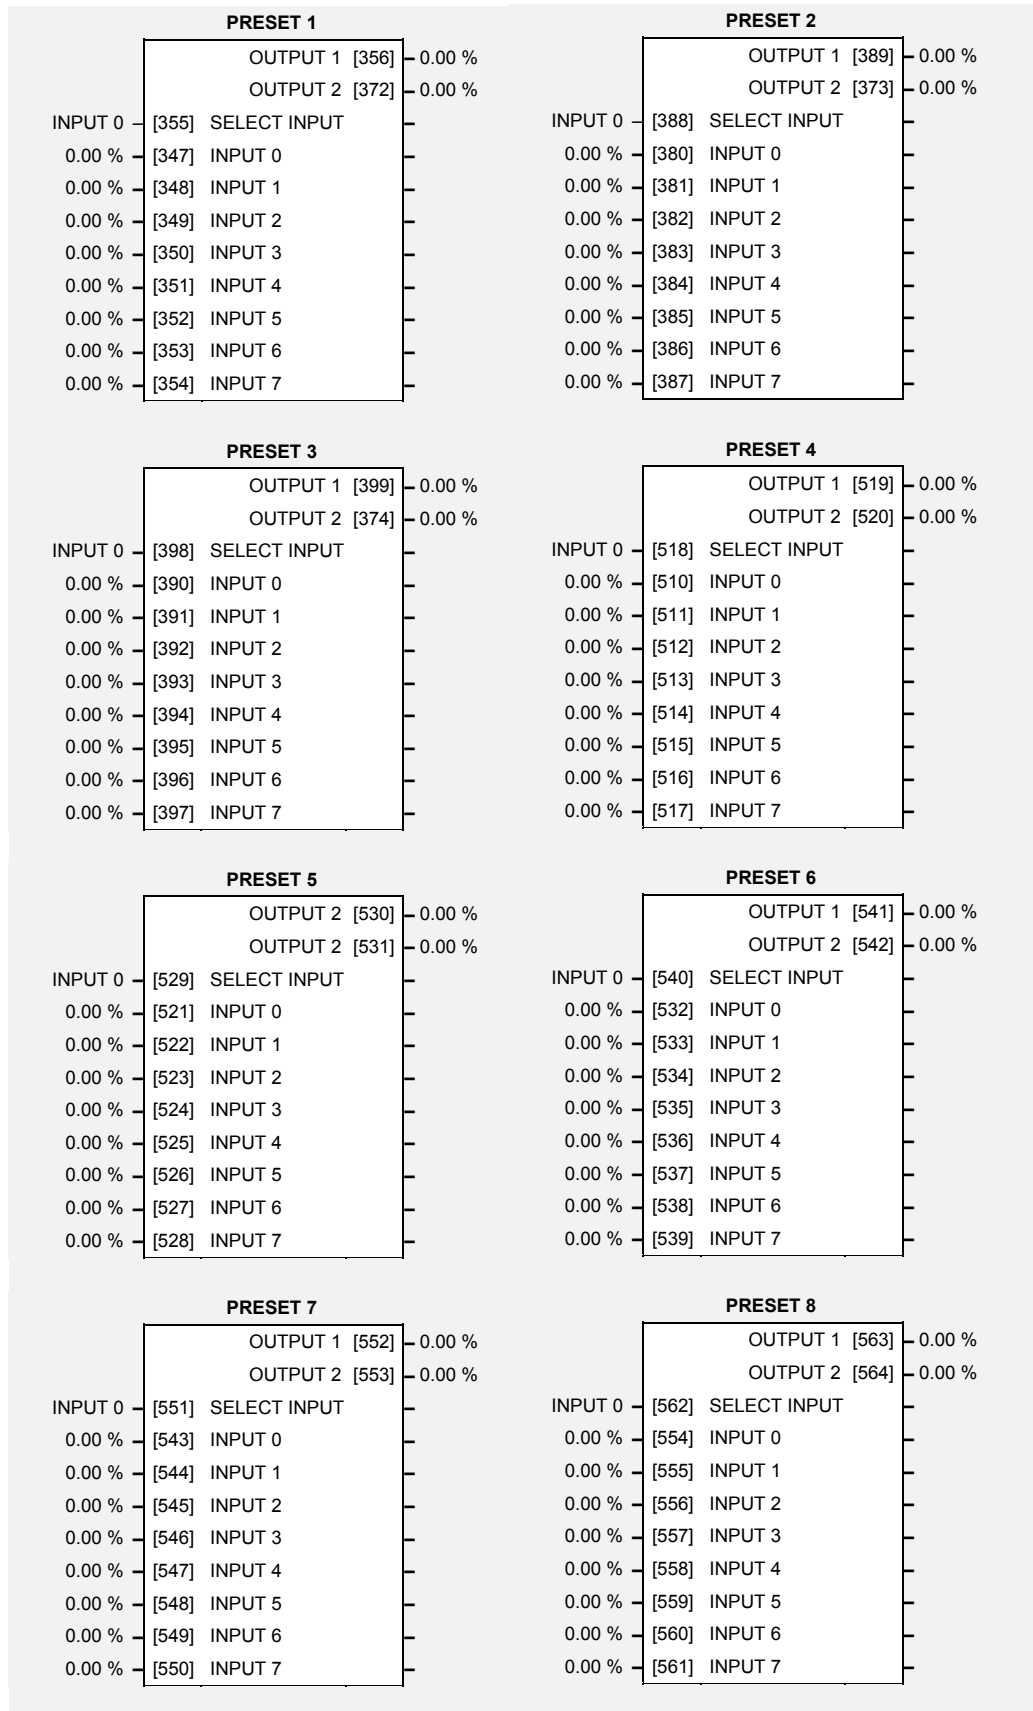 PRESET 1
OUTPUT 1 [356] 0.00 %
OUTPUT 2 [372] 0.00 %
INPUT 0 [355] SELECT INPUT
0.00 % [347] INPUT 0
0.00 % [348] INPUT 1
0.00 % [349] INPUT 2
0.00 % [350] INPUT 3
0.00 % [351] INPUT 4
0.00 % [352] INPUT 5
0.00 % [353] INPUT 6
0.00 % [354] INPUT 7
PRESET 2
OUTPUT 1 [389] 0.00 %
OUTPUT 2 [373] 0.00 %
INPUT 0 [388] SELECT INPUT
0.00 % [380] INPUT 0
0.00 % [381] INPUT 1
0.00 % [382] INPUT 2
0.00 % [383] INPUT 3
0.00 % [384] INPUT 4
0.00 % [385] INPUT 5
0.00 % [386] INPUT 6
0.00 % [387] INPUT 7
PRESET 3
OUTPUT 1 [399] 0.00 %
OUTPUT 2 [374] 0.00 %
INPUT 0 [398] SELECT INPUT
0.00 % [390] INPUT 0
0.00 % [391] INPUT 1
0.00 % [392] INPUT 2
0.00 % [393] INPUT 3
0.00 % [394] INPUT 4
0.00 % [395] INPUT 5
0.00 % [396] INPUT 6
0.00 % [397] INPUT 7
PRESET 4
OUTPUT 1 [519] 0.00 %
OUTPUT 2 [520] 0.00 %
INPUT 0 [518] SELECT INPUT
0.00 % [510] INPUT 0
0.00 % [511] INPUT 1
0.00 % [512] INPUT 2
0.00 % [513] INPUT 3
0.00 % [514] INPUT 4
0.00 % [515] INPUT 5
0.00 % [516] INPUT 6
0.00 % [517] INPUT 7
PRESET 5
OUTPUT 2 [530] 0.00 %
OUTPUT 2 [531] 0.00 %
INPUT 0 [529] SELECT INPUT
0.00 % [521] INPUT 0
0.00 % [522] INPUT 1
0.00 % [523] INPUT 2
0.00 % [524] INPUT 3
0.00 % [525] INPUT 4
0.00 % [526] INPUT 5
0.00 % [527] INPUT 6
0.00 % [528] INPUT 7
PRESET 6
OUTPUT 1 [541] 0.00 %
OUTPUT 2 [542] 0.00 %
INPUT 0 [540] SELECT INPUT
0.00 % [532] INPUT 0
0.00 % [533] INPUT 1
0.00 % [534] INPUT 2
0.00 % [535] INPUT 3
0.00 % [536] INPUT 4
0.00 % [537] INPUT 5
0.00 % [538] INPUT 6
0.00 % [539] INPUT 7
PRESET 7
OUTPUT 1 [552] 0.00 %
OUTPUT 2 [553] 0.00 %
INPUT 0 [551] SELECT INPUT
0.00 % [543] INPUT 0
0.00 % [544] INPUT 1
0.00 % [545] INPUT 2
0.00 % [546] INPUT 3
0.00 % [547] INPUT 4
0.00 % [548] INPUT 5
0.00 % [549] INPUT 6
0.00 % [550] INPUT 7
PRESET 8
OUTPUT 1 [563] 0.00 %
OUTPUT 2 [564] 0.00 %
INPUT 0 [562] SELECT INPUT
0.00 % [554] INPUT 0
0.00 % [555] INPUT 1
0.00 % [556] INPUT 2
0.00 % [557] INPUT 3
0.00 % [558] INPUT 4
0.00 % [559] INPUT 5
0.00 % [560] INPUT 6
0.00 % [561] INPUT 7